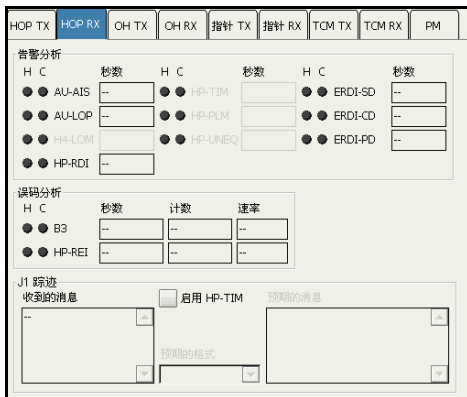 HOP TX HOP RX OH TX OH RX 指针 TX 指针 RX TCM TX TCM RX PM
告警分析
H C 秒数 H C 秒数 H C 秒数
AU-AIS -- HP-TIM ERDI-SD --
AU-LOP -- HP-PLM ERDI-CD --
H4-LOM HP-UNEQ ERDI-PD --
HP-RDI --
误码分析
H C 秒数 计数 速率
B3 -- -- --
HP-REI -- -- --
J1 踪迹
收到的消息 启用 HP-TIM 预期的消息
--
预期的格式